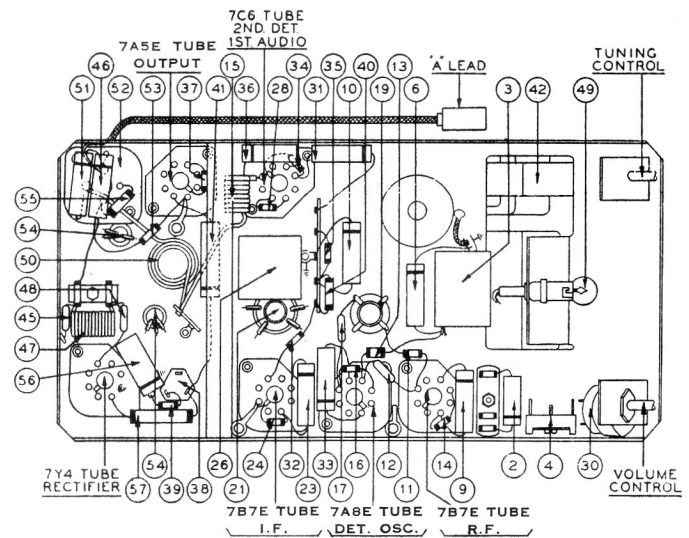 7C6 TUBE
2ND. DET.
1ST. AUDIO
7A5E TUBE
OUTPUT
"A" LEAD
TUNING
CONTROL
46 15 34 35 40 13
51 52 53 37 41 36 28 31 10 19 6 3 42 49
55
54
50
48
45
47
56
57 39 54 38 26 21 24 32 23 33 17 16 12 11 14 9 2 4 30
7Y4 TUBE
RECTIFIER
VOLUME
CONTROL
7B7E TUBE
I.F.
7A8E TUBE
DET. OSC.
7B7E TUBE
R.F.